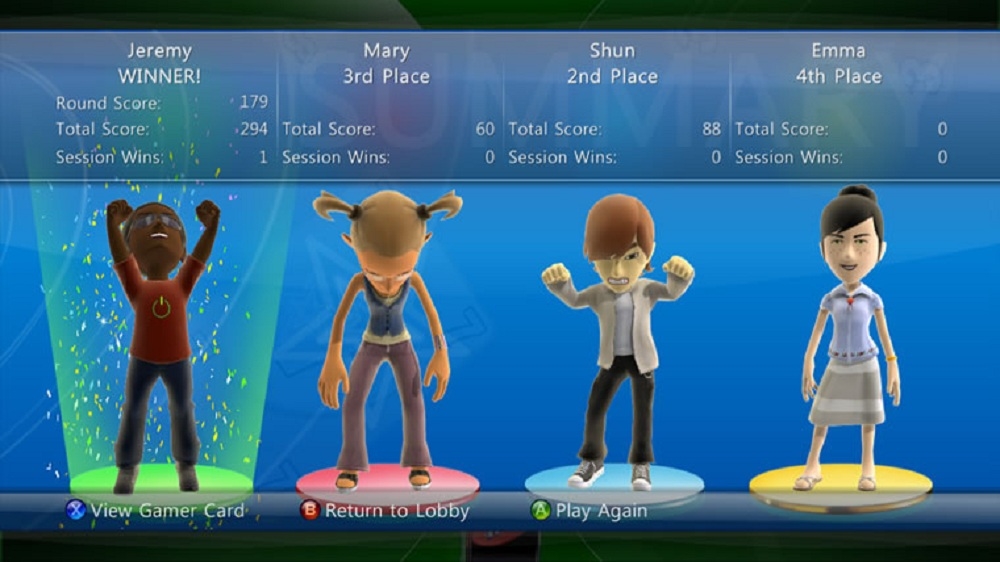 Jeremy
WINNER!
Round Score: 179
Total Score: 294
Session Wins: 1
Mary
3rd Place
Total Score: 60
Session Wins: 0
Shun
2nd Place
Total Score: 88
Session Wins: 0
Emma
4th Place
Total Score: 0
Session Wins: 0
SUMMARY
X View Gamer Card
B Return to Lobby
A Play Again